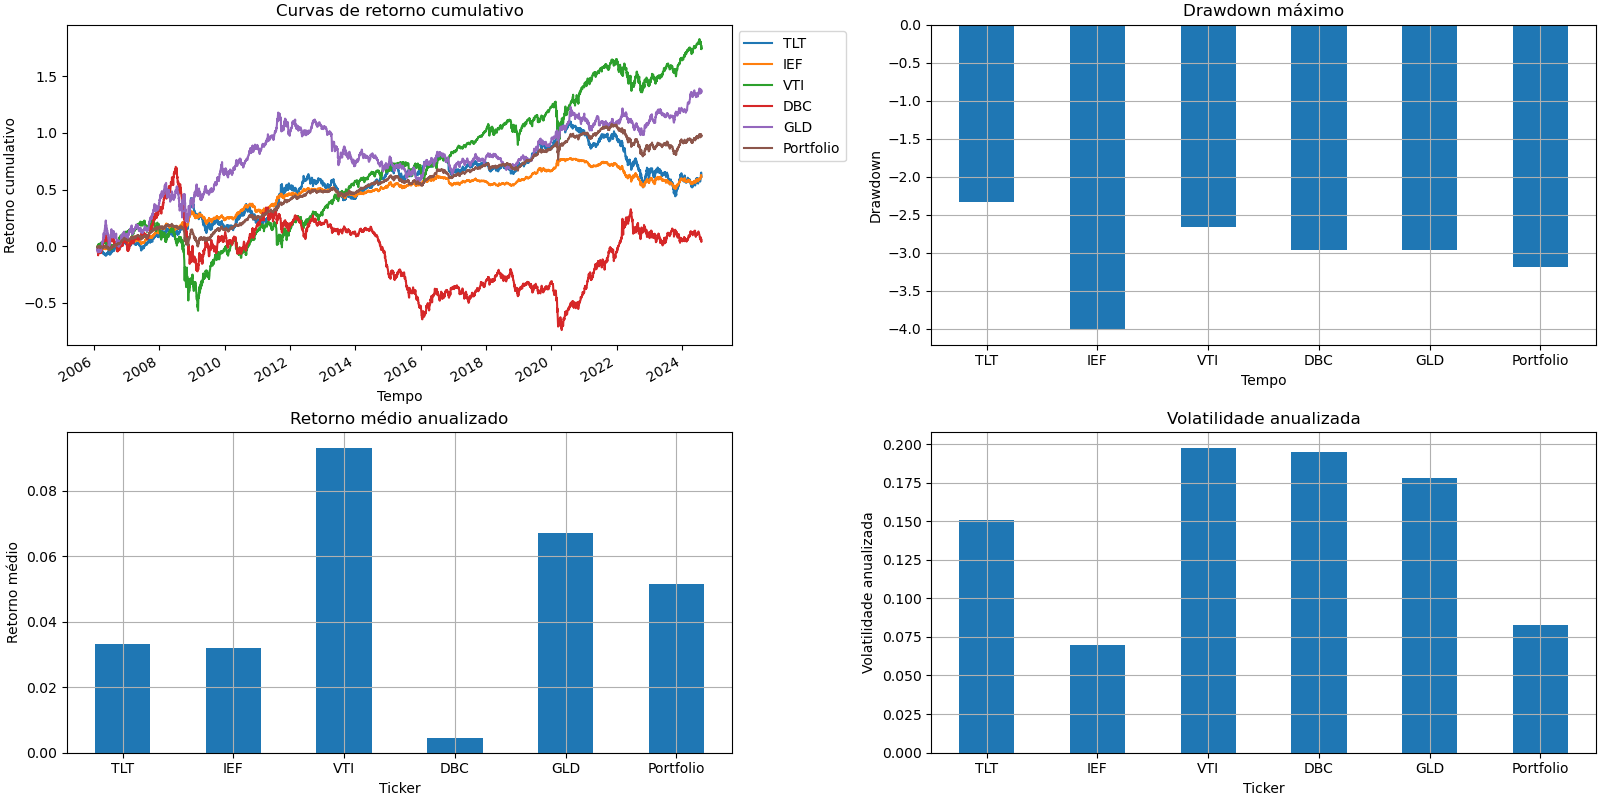 Curvas de retorno cumulativo
Retorno cumulativo
1.5
1.0
0.5
0.0
−0.5
2006 2008 2010 2012 2014 2016 2018 2020 2022 2024
Tempo
TLT
IEF
VTI
DBC
GLD
Portfolio
Drawdown máximo
Drawdown
0.0
−0.5
−1.0
−1.5
−2.0
−2.5
−3.0
−3.5
−4.0
TLT IEF VTI DBC GLD Portfolio
Tempo
Retorno médio anualizado
Retorno médio
0.08
0.06
0.04
0.02
0.00
TLT IEF VTI DBC GLD Portfolio
Ticker
Volatilidade anualizada
Volatilidade anualizada
0.200
0.175
0.150
0.125
0.100
0.075
0.050
0.025
0.000
TLT IEF VTI DBC GLD Portfolio
Ticker